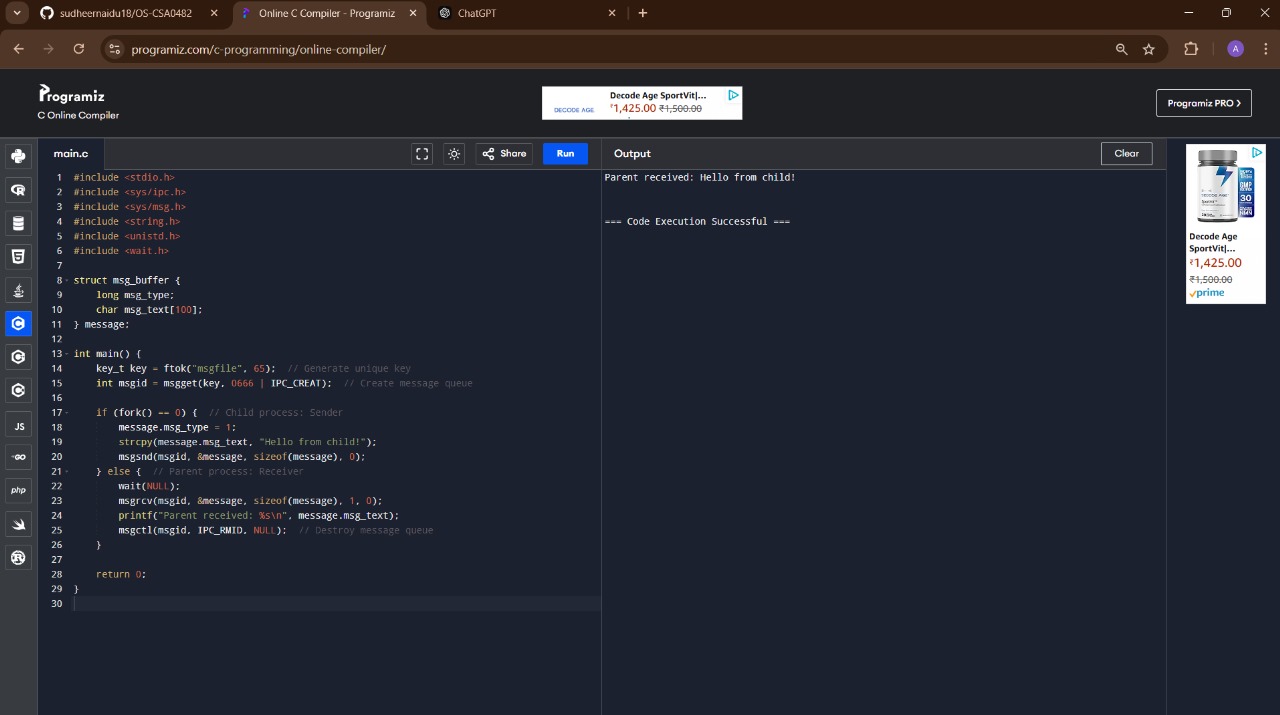 sudheernaidu18/OS-CSA0482
Online C Compiler - Programiz
ChatGPT
programiz.com/c-programming/online-compiler/
A
Programiz
C Online Compiler
DECODE AGE
Decode Age SportVit|...
₹1,425.00 ₹1,500.00
Programiz PRO >
main.c
Share
Run
Output
Clear
1 #include <stdio.h>
2 #include <sys/ipc.h>
3 #include <sys/msg.h>
4 #include <string.h>
5 #include <unistd.h>
6 #include <wait.h>
7
8 struct msg_buffer {
9     long msg_type;
10     char msg_text[100];
11 } message;
12
13 int main() {
14     key_t key = ftok("msgfile", 65);  // Generate unique key
15     int msgid = msgget(key, 0666 | IPC_CREAT);  // Create message queue
16
17     if (fork() == 0) {  // Child process: Sender
18         message.msg_type = 1;
19         strcpy(message.msg_text, "Hello from child!");
20         msgsnd(msgid, &message, sizeof(message), 0);
21     } else {  // Parent process: Receiver
22         wait(NULL);
23         msgrcv(msgid, &message, sizeof(message), 1, 0);
24         printf("Parent received: %s\n", message.msg_text);
25         msgctl(msgid, IPC_RMID, NULL);  // Destroy message queue
26     }
27
28     return 0;
29 }
30
Parent received: Hello from child!
=== Code Execution Successful ===
JS
GO
php
Decode Age
SportVit|...
₹1,425.00
₹1,500.00
prime